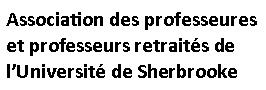 Association des professeures
et professeurs retraités de
l’Université de Sherbrooke